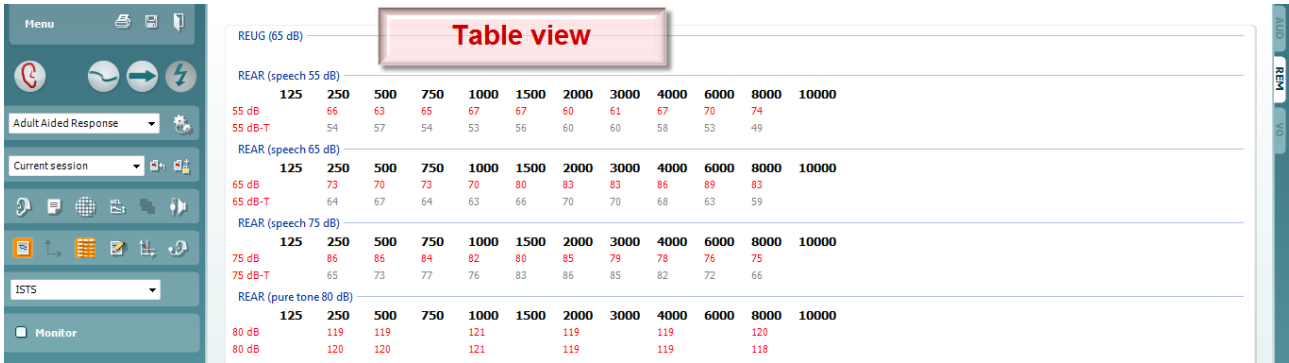 Menu
Adult Aided Response
Current session
ISTS
Monitor
Table view
REUG (65 dB)
REAR (speech 55 dB)
125 250 500 750 1000 1500 2000 3000 4000 6000 8000 10000
55 dB 66 63 65 67 67 60 61 67 70 74
55 dB-T 54 57 54 53 56 60 60 58 53 49
REAR (speech 65 dB)
125 250 500 750 1000 1500 2000 3000 4000 6000 8000 10000
65 dB 73 70 73 70 80 83 83 86 89 83
65 dB-T 64 67 64 63 66 70 70 68 63 59
REAR (speech 75 dB)
125 250 500 750 1000 1500 2000 3000 4000 6000 8000 10000
75 dB 86 86 84 82 80 85 79 78 76 75
75 dB-T 65 73 77 76 83 86 85 82 72 66
REAR (pure tone 80 dB)
125 250 500 750 1000 1500 2000 3000 4000 6000 8000 10000
80 dB 119 119 121 119 119 120
80 dB 120 120 121 119 119 118
AUD
REM
VO